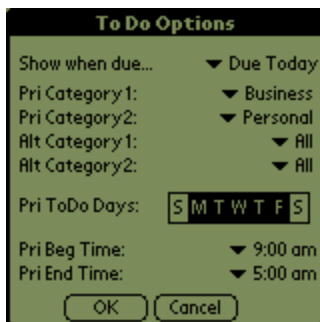 To Do Options
Show when due... Due Today
Pri Category1: Business
Pri Category2: Personal
Alt Category1: All
Alt Category2: All
Pri ToDo Days: S M T W T F S
Pri Beg Time: 9:00 am
Pri End Time: 5:00 am
OK Cancel